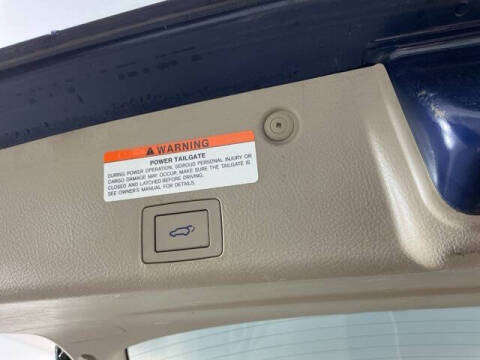 WARNING
POWER TAILGATE
DURING POWER OPERATION, SERIOUS PERSONAL INJURY OR
CARGO DAMAGE MAY OCCUR, MAKE SURE THE TAILGATE IS
CLOSED AND LATCHED BEFORE DRIVING.
SEE OWNER'S MANUAL FOR DETAILS.